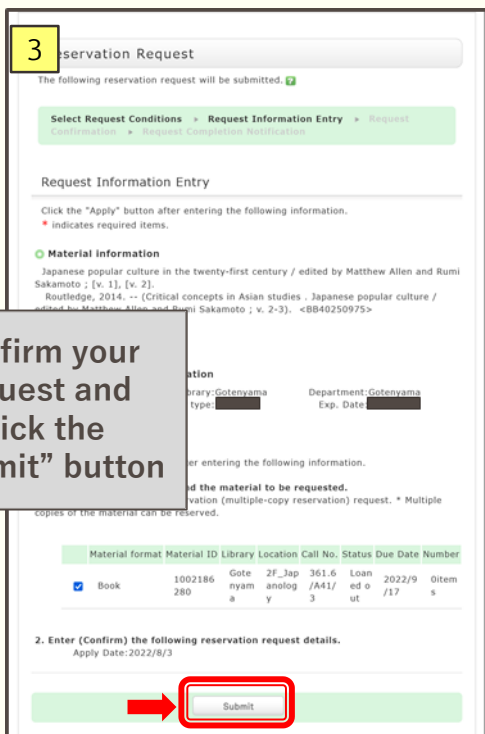 3
eservation Request
The following reservation request will be submitted. ?
Select Request Conditions ▸ Request Information Entry ▸ Request
Confirmation ▸ Request Completion Notification
Request Information Entry
Click the "Apply" button after entering the following information.
* indicates required items.
Material information
Japanese popular culture in the twenty-first century / edited by Matthew Allen and Rumi
Sakamoto ; [v. 1], [v. 2].
Routledge, 2014. -- (Critical concepts in Asian studies . Japanese popular culture /
edited by Matthew Allen and Rumi Sakamoto ; v. 2-3). <BB40250975>
firm your
uest and
ick the
mit" button
ation
brary:Gotenyama Department:Gotenyama
type: Exp. Date:
ter entering the following information.
nd the material to be requested.
vation (multiple-copy reservation) request. * Multiple
copies of the material can be reserved.
Material format Material ID Library Location Call No. Status Due Date Number
Book 1002186280 Gotenyama 2F_Japanology 361.6/A41/3 Loaned out 2022/9/17 0items
2. Enter (Confirm) the following reservation request details.
Apply Date:2022/8/3
Submit